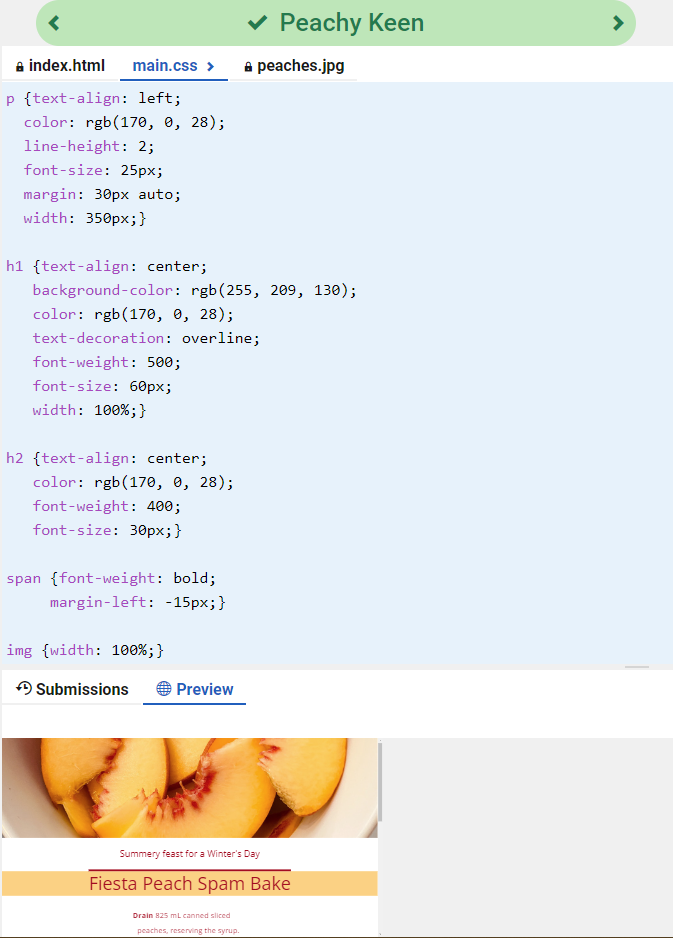 Peachy Keen
index.html main.css peaches.jpg
p {text-align: left;
color: rgb(170, 0, 28);
line-height: 2;
font-size: 25px;
margin: 30px auto;
width: 350px;}
h1 {text-align: center;
background-color: rgb(255, 209, 130);
color: rgb(170, 0, 28);
text-decoration: overline;
font-weight: 500;
font-size: 60px;
width: 100%;}
h2 {text-align: center;
color: rgb(170, 0, 28);
font-weight: 400;
font-size: 30px;}
span {font-weight: bold;
margin-left: -15px;}
img {width: 100%;}
Submissions Preview
Summery feast for a Winter's Day
Fiesta Peach Spam Bake
Drain 825 mL canned sliced
peaches, reserving the syrup.